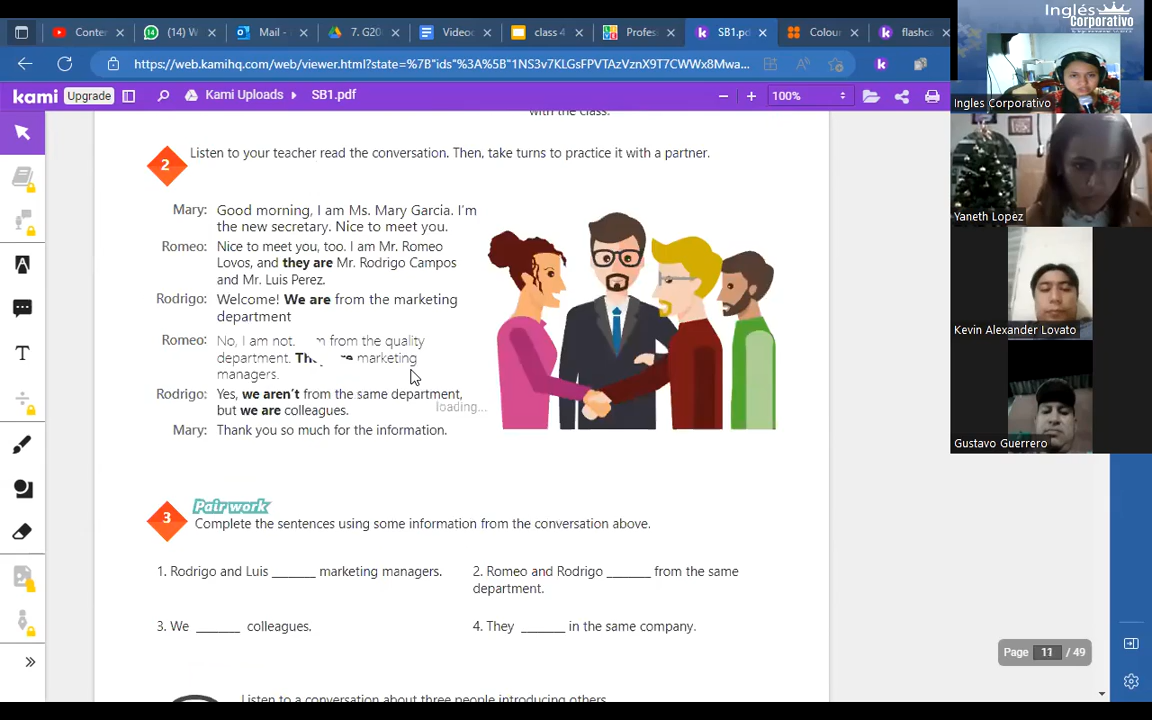 Conter
(14) W
Mail -
7. G20
Videoc
class 4
Profes
SB1.pd
Colour
flashca
https://web.kamihq.com/web/viewer.html?state=%7B"ids"%3A%5B"1NS3v7KLGsFPVTAzVznX9T7CWWx8Mwa...
kami
Upgrade
Kami Uploads
SB1.pdf
100%
with the class.
2
Listen to your teacher read the conversation. Then, take turns to practice it with a partner.
Mary: Good morning, I am Ms. Mary Garcia. I'm
the new secretary. Nice to meet you.
Romeo: Nice to meet you, too. I am Mr. Romeo
Lovos, and they are Mr. Rodrigo Campos
and Mr. Luis Perez.
Rodrigo: Welcome! We are from the marketing
department
Romeo: No, I am not. from the quality
department. marketing
managers.
Rodrigo: Yes, we aren't from the same department,
but we are colleagues.
loading...
Mary: Thank you so much for the information.
Pair work
3
Complete the sentences using some information from the conversation above.
1. Rodrigo and Luis ______ marketing managers.
2. Romeo and Rodrigo ______ from the same
department.
3. We ______ colleagues.
4. They ______ in the same company.
Listen to a conversation about three people introducing others.
Page 11 / 49
Inglés
Corporativo
Ingles Corporativo
Yaneth Lopez
Kevin Alexander Lovato
Gustavo Guerrero